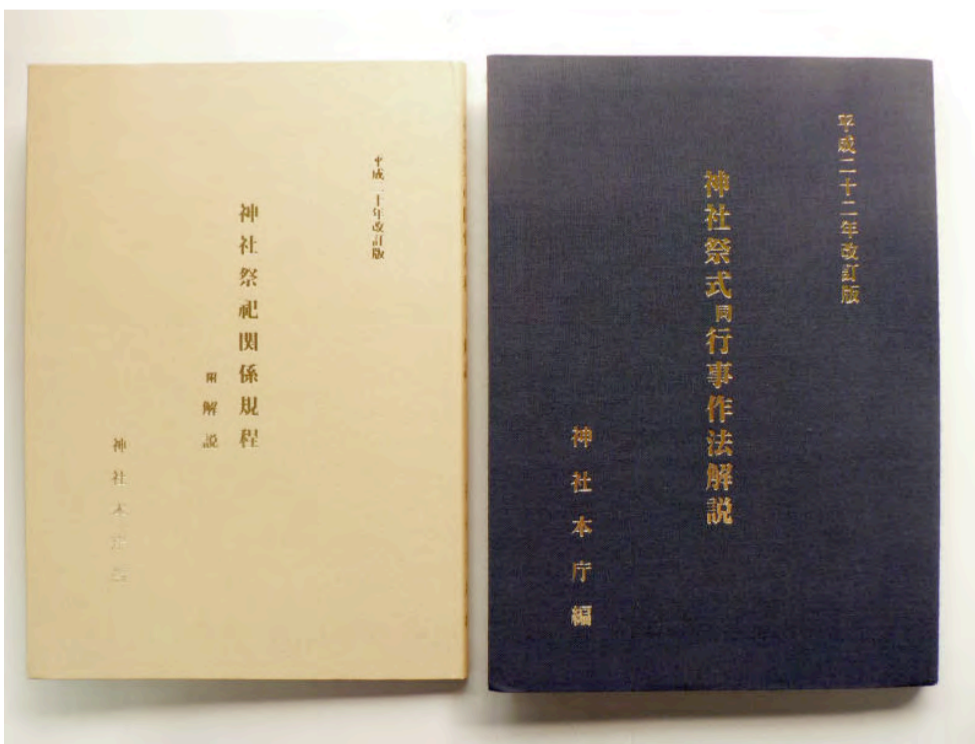 平成二十年改訂版
神社祭祀関係規程
附解説
神社本庁編
平成二十二年改訂版
神社祭式同行事作法解説
神社本庁編